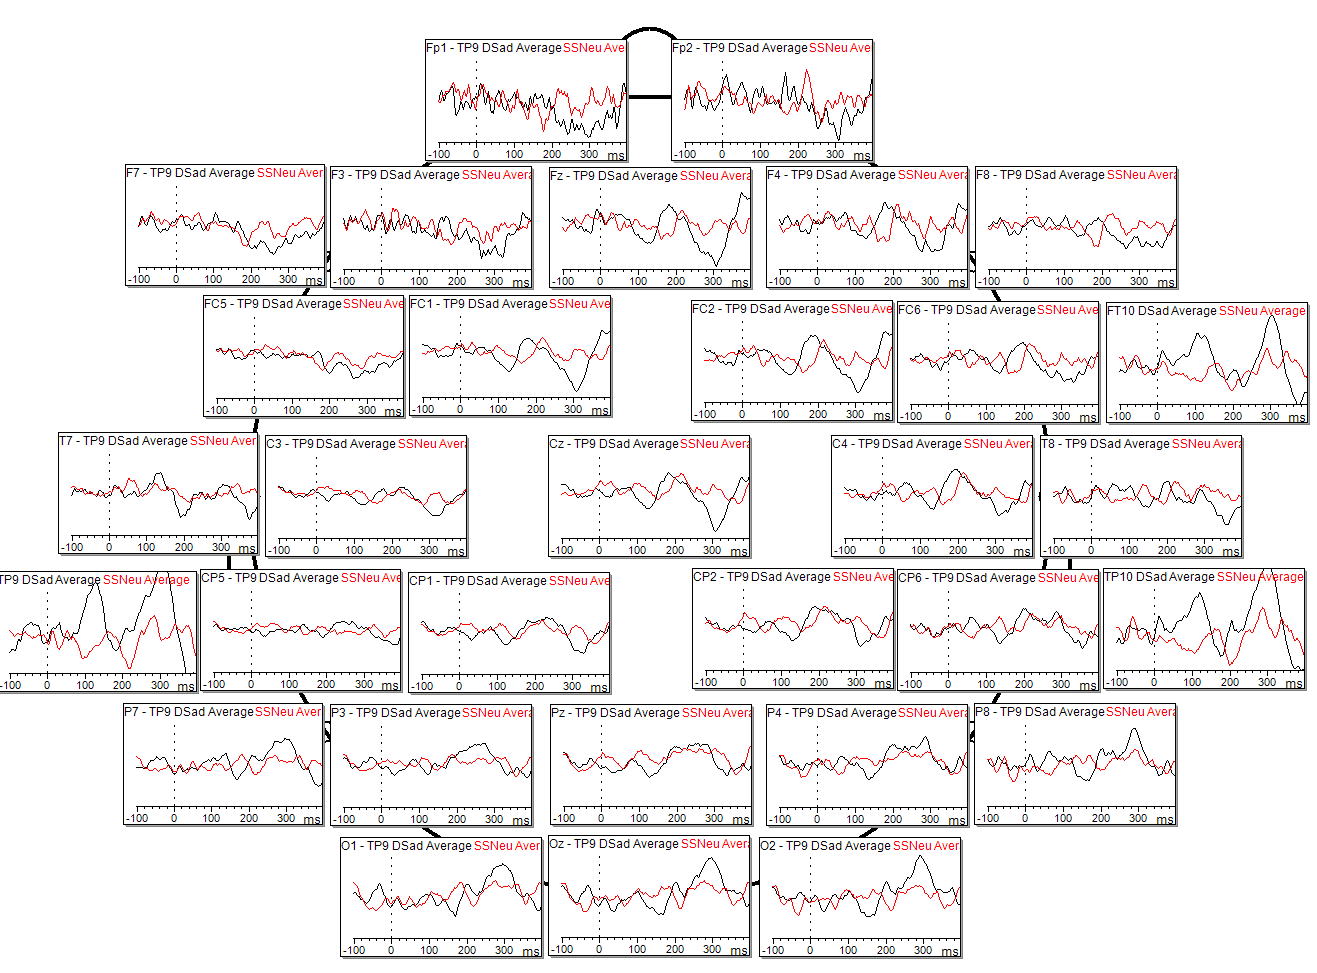 Fp1 - TP9 DSad Average SSNeu Ave
-100 0 100 200 300 ms
Fp2 - TP9 DSad Average SSNeu Ave
-100 0 100 200 300 ms
F7 - TP9 DSad Average SSNeu Aver
-100 0 100 200 300 ms
F3 - TP9 DSad Average SSNeu Avera
-100 0 100 200 300 ms
Fz - TP9 DSad Average SSNeu Avera
-100 0 100 200 300 ms
F4 - TP9 DSad Average SSNeu Avera
-100 0 100 200 300 ms
F8 - TP9 DSad Average SSNeu Avera
-100 0 100 200 300 ms
FC5 - TP9 DSad Average SSNeu Ave
-100 0 100 200 300 ms
FC1 - TP9 DSad Average SSNeu Ave
-100 0 100 200 300 ms
FC2 - TP9 DSad Average SSNeu Ave
-100 0 100 200 300 ms
FC6 - TP9 DSad Average SSNeu Ave
-100 0 100 200 300 ms
FT10 DSad Average SSNeu Average
-100 0 100 200 300 ms
T7 - TP9 DSad Average SSNeu Aver
-100 0 100 200 300 ms
C3 - TP9 DSad Average SSNeu Avera
-100 0 100 200 300 ms
Cz - TP9 DSad Average SSNeu Avera
-100 0 100 200 300 ms
C4 - TP9 DSad Average SSNeu Avera
-100 0 100 200 300 ms
T8 - TP9 DSad Average SSNeu Aver
-100 0 100 200 300 ms
TP9 DSad Average SSNeu Average
-100 0 100 200 300 ms
CP5 - TP9 DSad Average SSNeu Ave
-100 0 100 200 300 ms
CP1 - TP9 DSad Average SSNeu Ave
-100 0 100 200 300 ms
CP2 - TP9 DSad Average SSNeu Ave
-100 0 100 200 300 ms
CP6 - TP9 DSad Average SSNeu Ave
-100 0 100 200 300 ms
TP10 DSad Average SSNeu Average
-100 0 100 200 300 ms
P7 - TP9 DSad Average SSNeu Aver
-100 0 100 200 300 ms
P3 - TP9 DSad Average SSNeu Avera
-100 0 100 200 300 ms
Pz - TP9 DSad Average SSNeu Avera
-100 0 100 200 300 ms
P4 - TP9 DSad Average SSNeu Avera
-100 0 100 200 300 ms
P8 - TP9 DSad Average SSNeu Avera
-100 0 100 200 300 ms
O1 - TP9 DSad Average SSNeu Aver
-100 0 100 200 300 ms
Oz - TP9 DSad Average SSNeu Avera
-100 0 100 200 300 ms
O2 - TP9 DSad Average SSNeu Aver
-100 0 100 200 300 ms